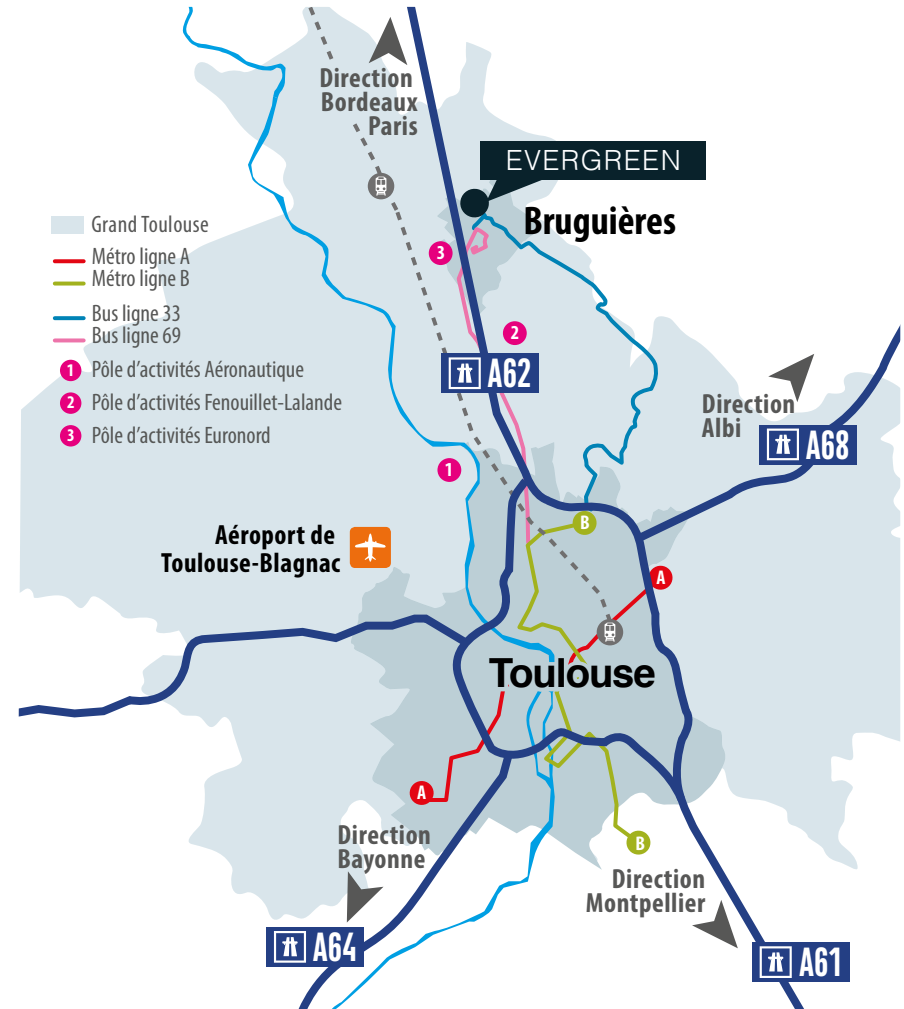 Direction
Bordeaux
Paris
EVERGREEN
Bruguières
Grand Toulouse
Métro ligne A
Métro ligne B
Bus ligne 33
Bus ligne 69
1 Pôle d'activités Aéronautique
2 Pôle d'activités Fenouillet-Lalande
3 Pôle d'activités Euronord
3
2
A62
Direction
Albi
A68
1
B
Aéroport de
Toulouse-Blagnac
A
Toulouse
A
B
Direction
Bayonne
Direction
Montpellier
A64
A61